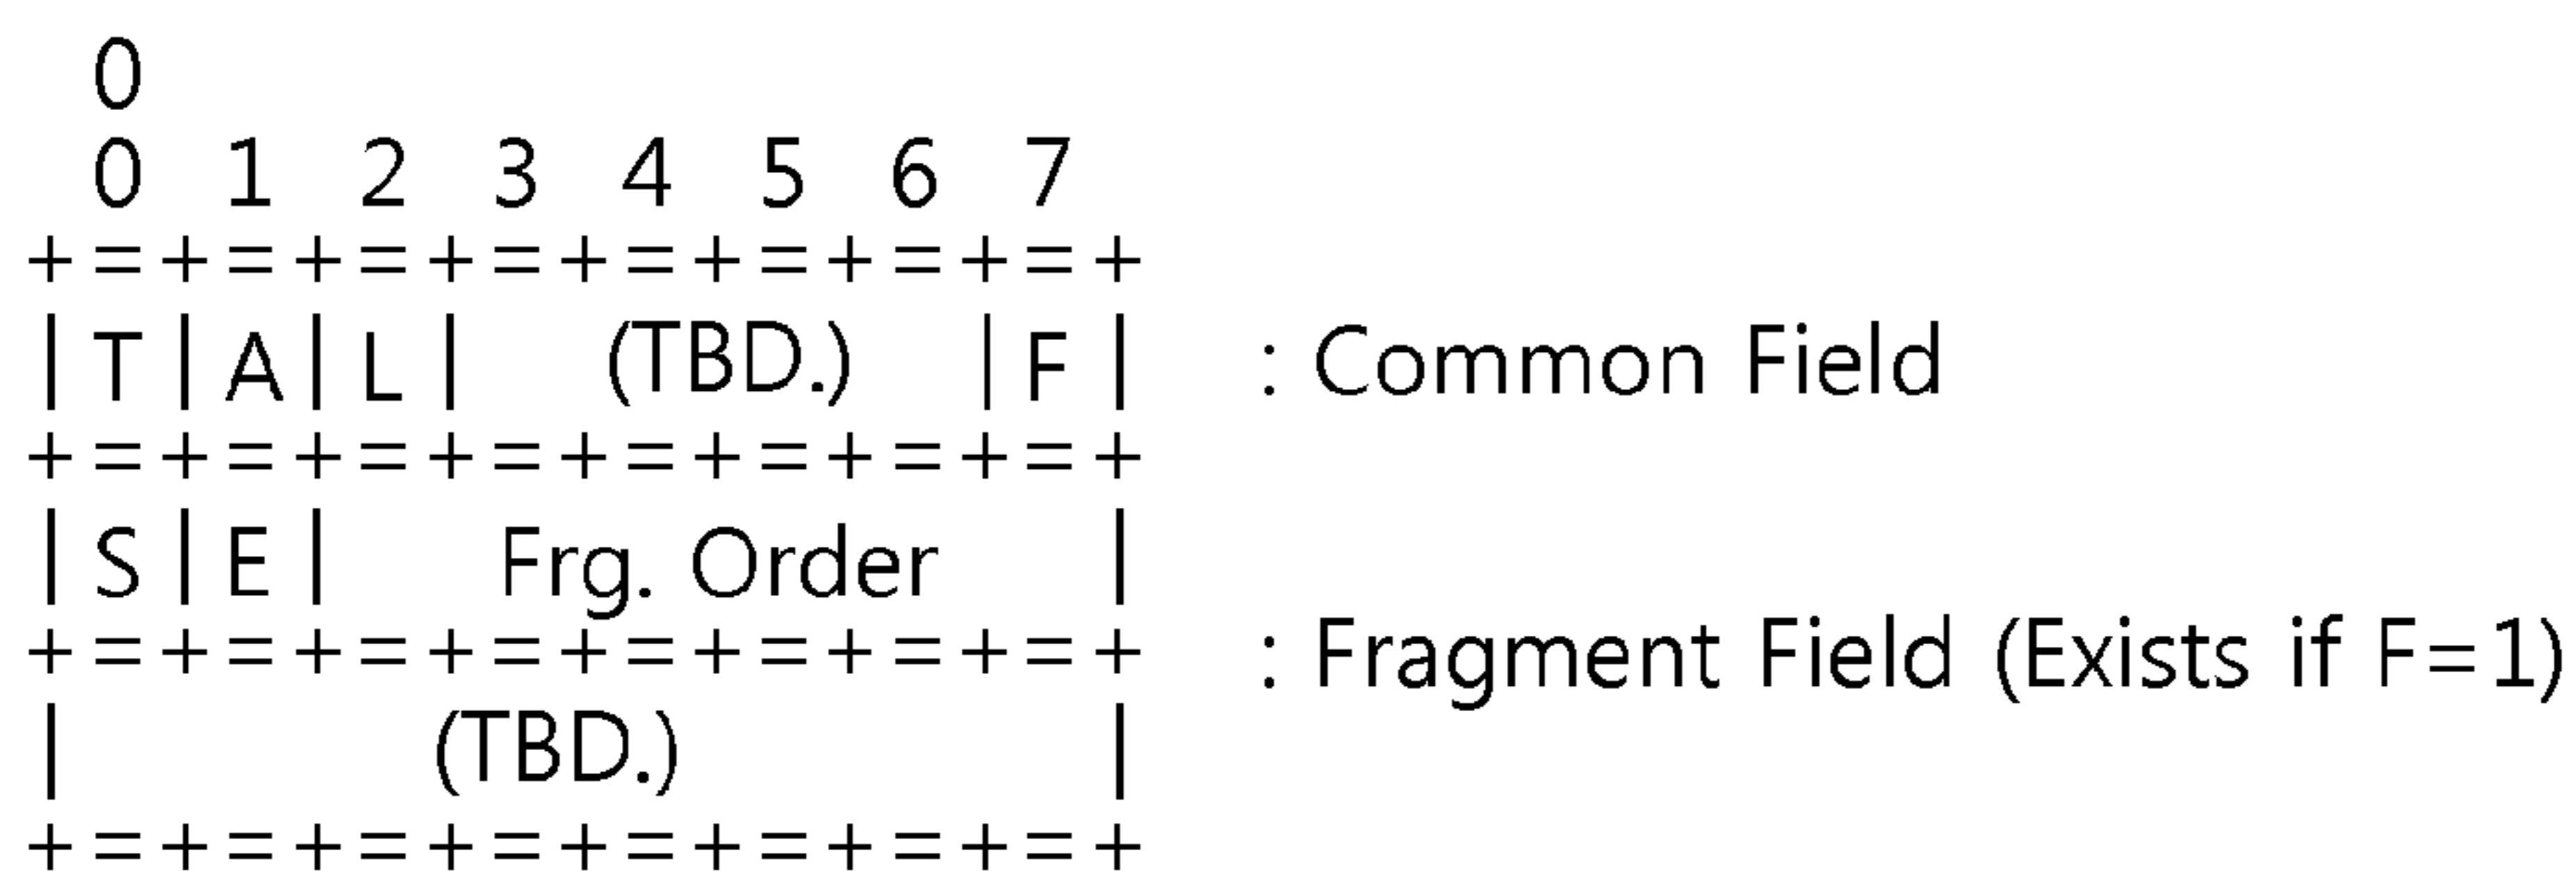 0
0 1 2 3 4 5 6 7
+=+=+=+=+=+=+=+=+
|T|A|L| (TBD.) |F| : Common Field
+=+=+=+=+=+=+=+=+
|S|E| Frg. Order |
+=+=+=+=+=+=+=+=+ : Fragment Field (Exists if F=1)
| (TBD.) |
+=+=+=+=+=+=+=+=+